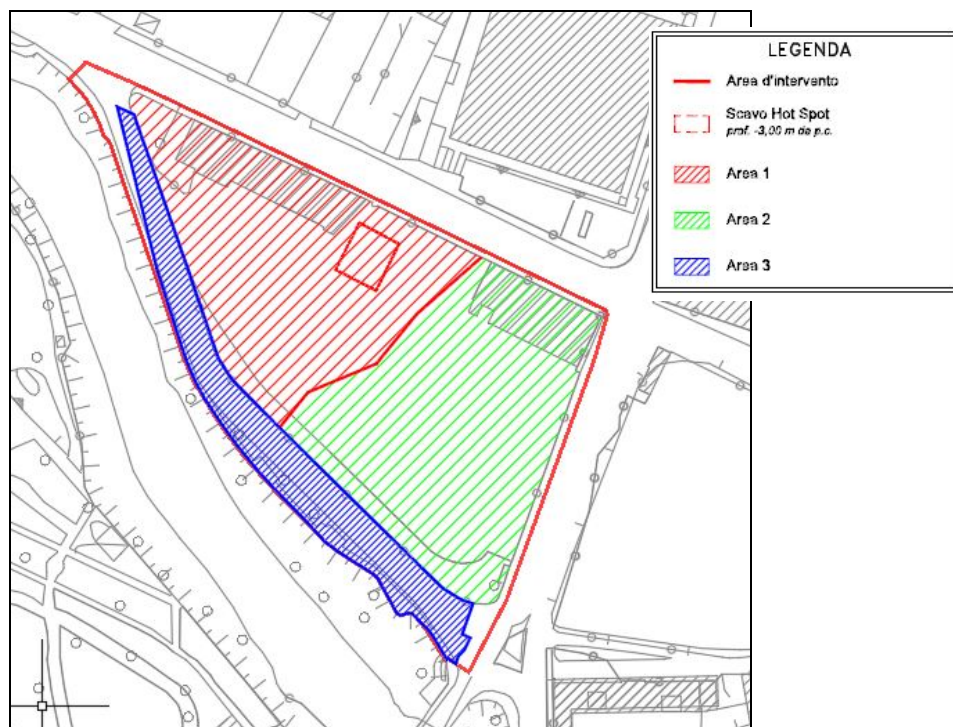 LEGENDA
Area d'intervento
Scavo Hot Spot
prof. -3,00 m da p.c.
Area 1
Area 2
Area 3